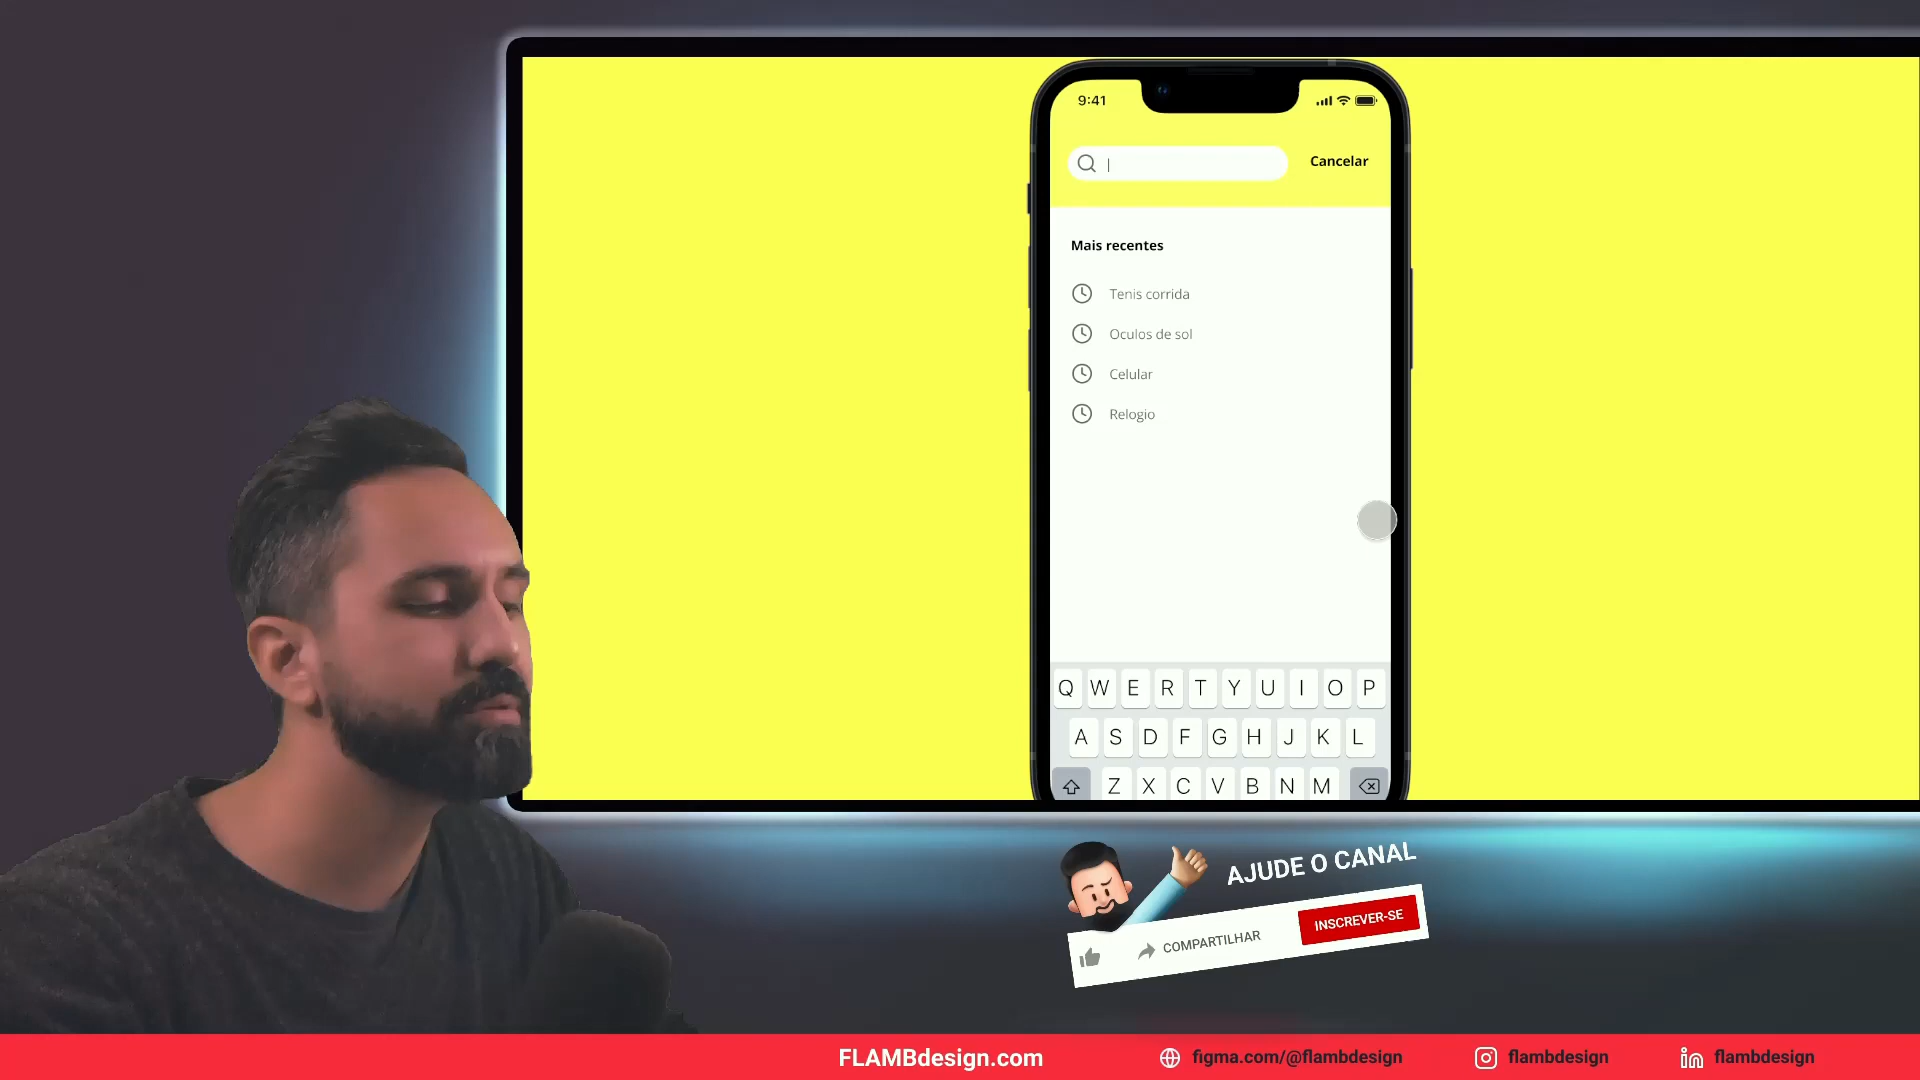 9:41
|
Cancelar
Mais recentes
Tenis corrida
Oculos de sol
Celular
Relogio
Q W E R T Y U I O P
A S D F G H J K L
Z X C V B N M
AJUDE O CANAL
COMPARTILHAR
INSCREVER-SE
FLAMBdesign.com
figma.com/@flambdesign
flambdesign
flambdesign